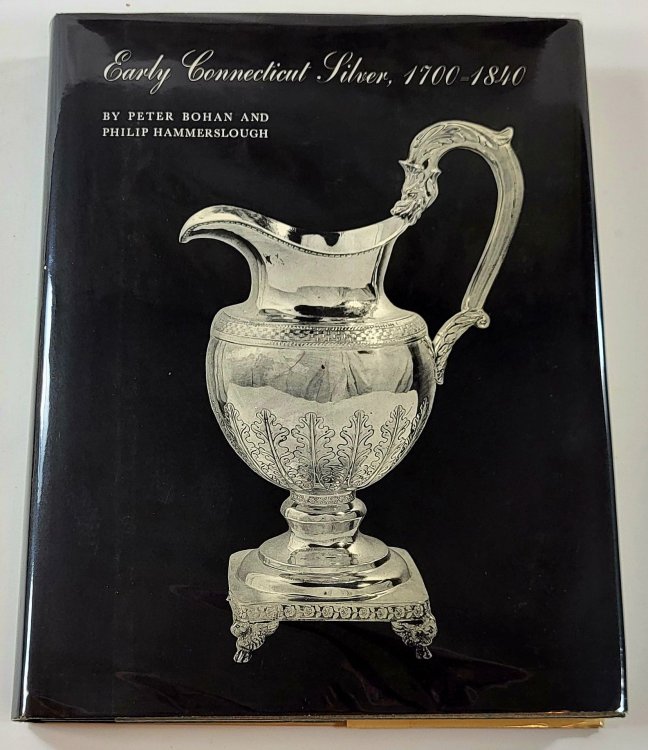 Early Connecticut Silver, 1700-1840
BY PETER BOHAN AND
PHILIP HAMMERSLOUGH